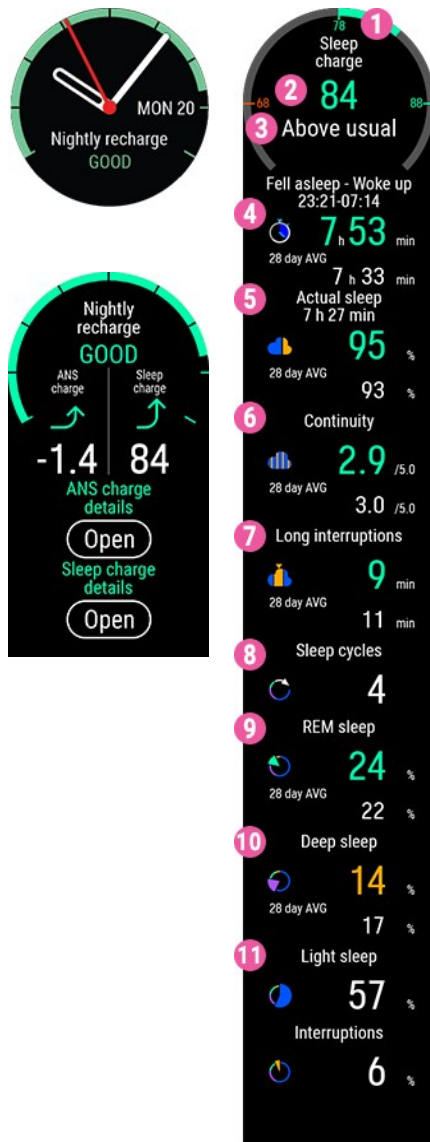 MON 20
Nightly recharge
GOOD
Nightly
recharge
GOOD
ANS
charge
Sleep
charge
-1.4
84
ANS charge
details
Open
Sleep charge
details
Open
1
78
Sleep
charge
2
84
68
88
3
Above usual
Fell asleep - Woke up
23:21-07:14
4
7 h 53 min
28 day AVG
7 h 33 min
5
Actual sleep
7 h 27 min
95 %
28 day AVG
93 %
6
Continuity
2.9 /5.0
28 day AVG
3.0 /5.0
7
Long interruptions
9 min
28 day AVG
11 min
8
Sleep cycles
4
9
REM sleep
24 %
28 day AVG
22 %
10
Deep sleep
14 %
28 day AVG
17 %
11
Light sleep
57 %
Interruptions
6 %